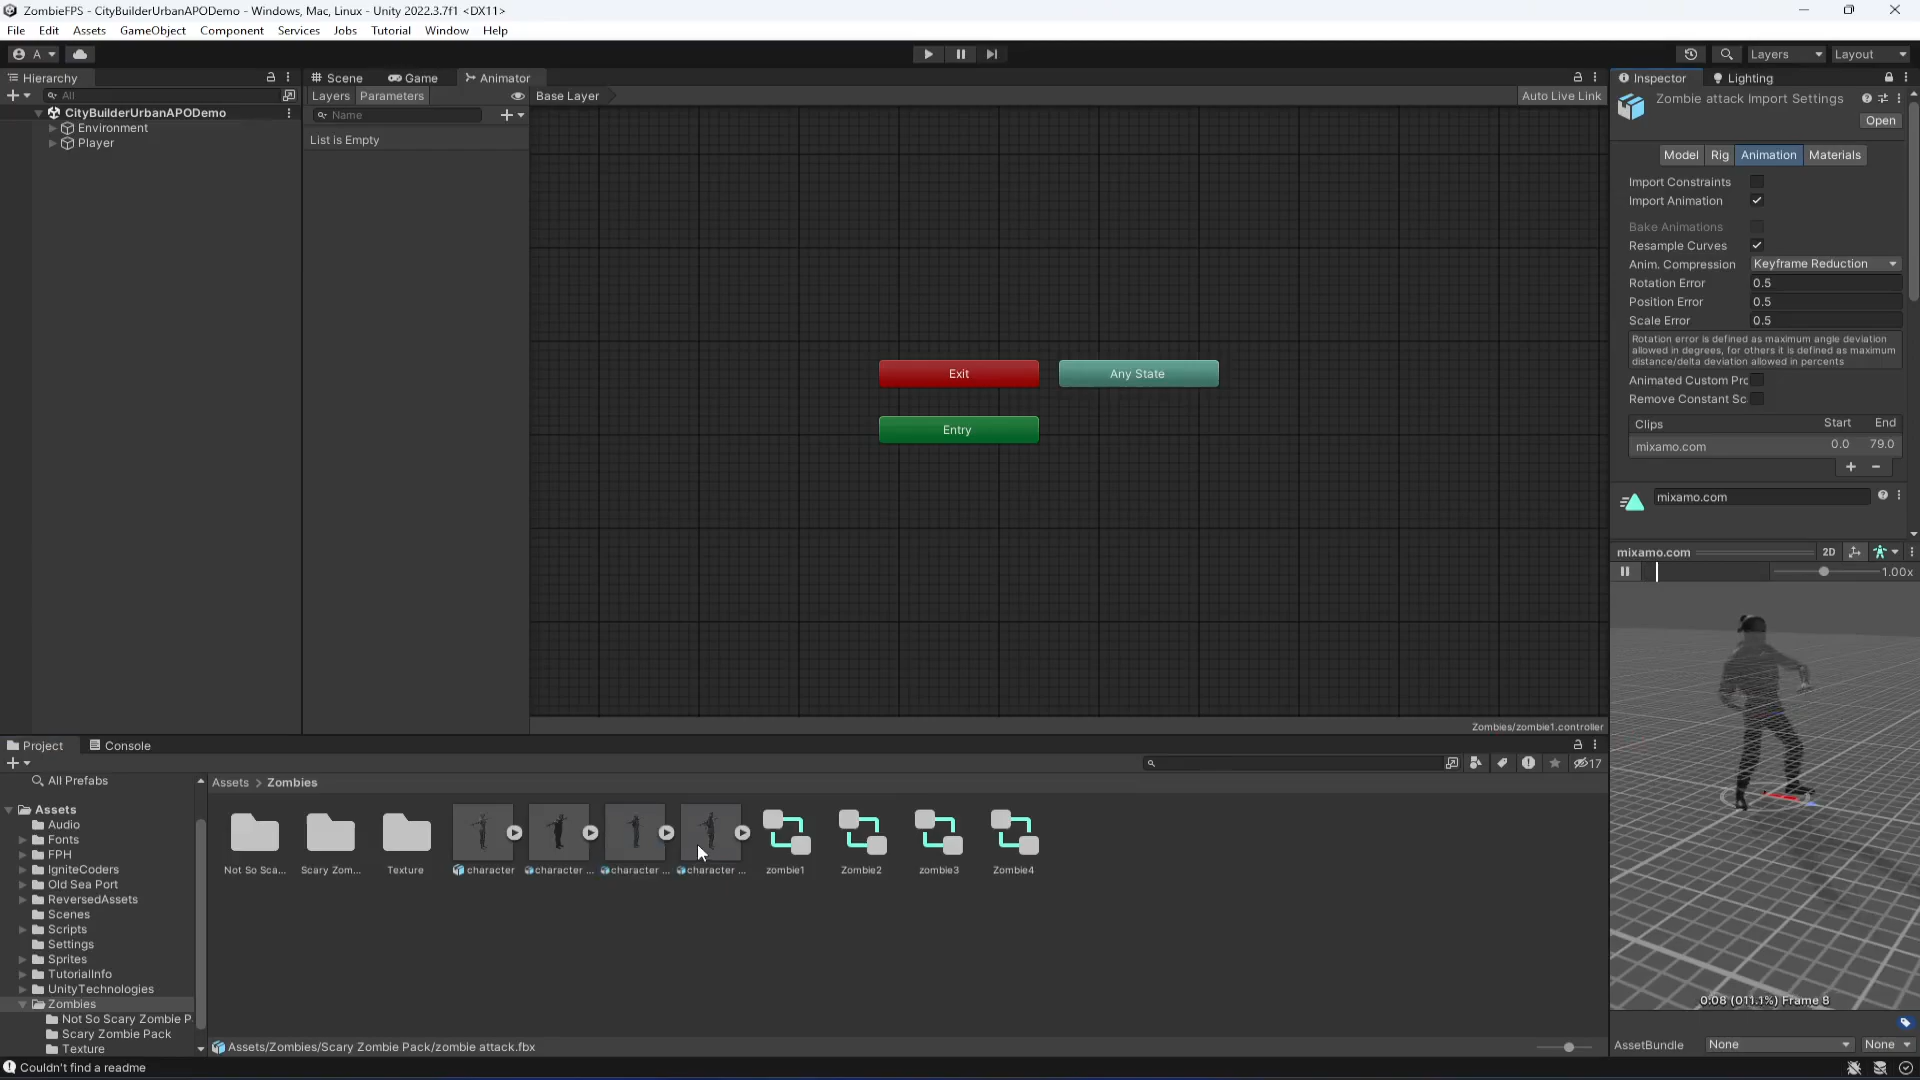 ZombieFPS - CityBuilderUrbanAPODemo - Windows, Mac, Linux - Unity 2022.3.7f1 <DX11>
File Edit Assets GameObject Component Services Jobs Tutorial Window Help
A Layers Layout
Hierarchy
All
CityBuilderUrbanAPODemo
Environment
Player
Scene Game Animator
Layers Parameters Base Layer Auto Live Link
Name
List is Empty
Exit
Any State
Entry
Zombies/zombie1.controller
Inspector Lighting
Zombie attack Import Settings
Open
Model Rig Animation Materials
Import Constraints
Import Animation
Bake Animations
Resample Curves
Anim. Compression Keyframe Reduction
Rotation Error 0.5
Position Error 0.5
Scale Error 0.5
Rotation error is defined as maximum angle deviation
allowed in degrees, for others it is defined as maximum
distance/delta deviation allowed in percents
Animated Custom Prc
Remove Constant Sc
Clips Start End
mixamo.com 0.0 79.0
mixamo.com
mixamo.com 2D
1.00x
0:08 (011.1%) Frame 8
AssetBundle None None
Project Console
17
All Prefabs
Assets
Audio
Fonts
FPH
IgniteCoders
Old Sea Port
ReversedAssets
Scenes
Scripts
Settings
Sprites
TutorialInfo
UnityTechnologies
Zombies
Not So Scary Zombie P
Scary Zombie Pack
Texture
Assets > Zombies
Not So Sca... Scary Zom... Texture character character ... character ... character ... zombie1 Zombie2 zombie3 Zombie4
Assets/Zombies/Scary Zombie Pack/zombie attack.fbx
Couldn't find a readme